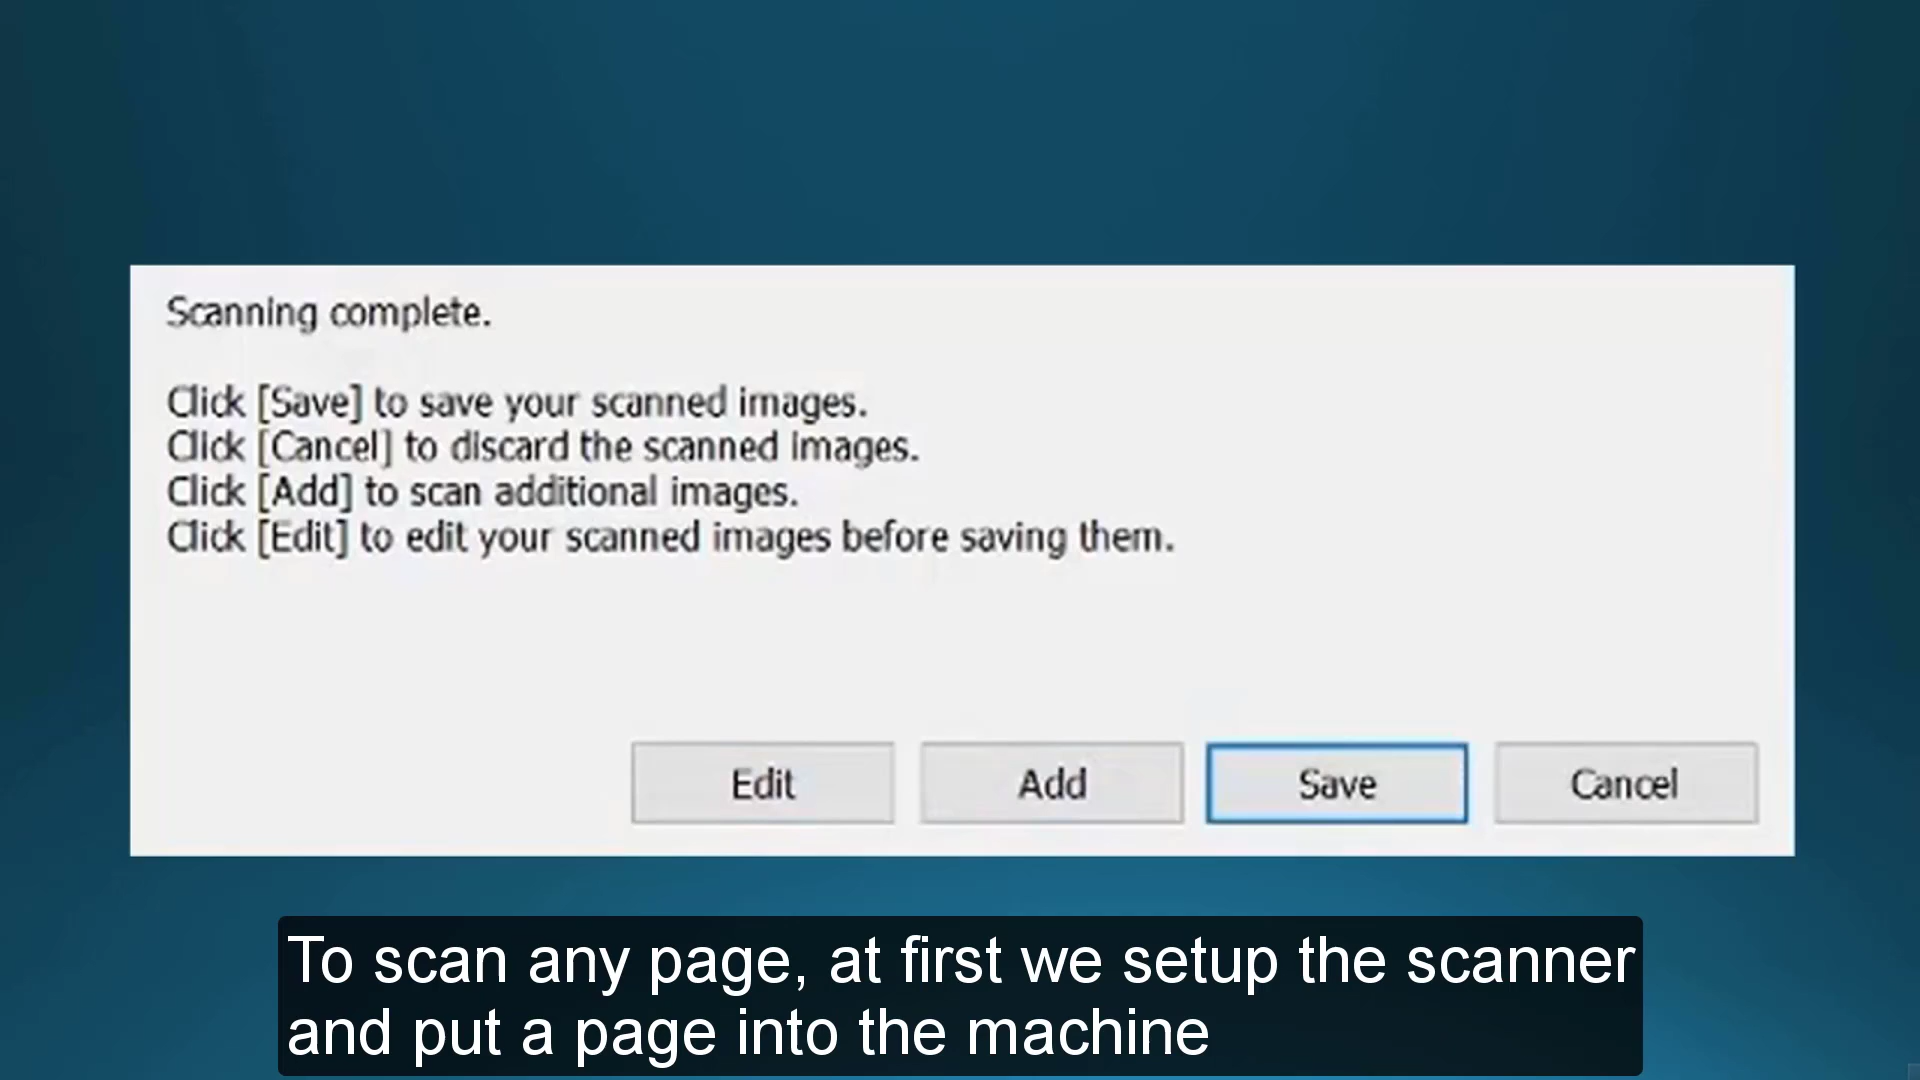 Scanning complete.
Click [Save] to save your scanned images.
Click [Cancel] to discard the scanned images.
Click [Add] to scan additional images.
Click [Edit] to edit your scanned images before saving them.
Edit Add Save Cancel
To scan any page, at first we setup the scanner
and put a page into the machine